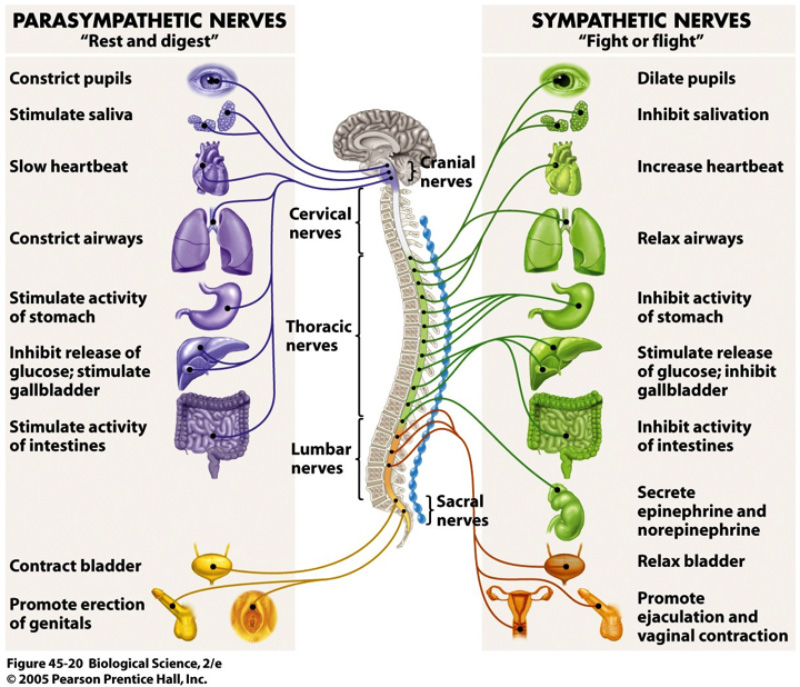 PARASYMPATHETIC NERVES
“Rest and digest”
Constrict pupils
Stimulate saliva
Slow heartbeat
Constrict airways
Stimulate activity
of stomach
Inhibit release of
glucose; stimulate
gallbladder
Stimulate activity
of intestines
Contract bladder
Promote erection
of genitals
Cranial
nerves
Cervical
nerves
Thoracic
nerves
Lumbar
nerves
Sacral
nerves
SYMPATHETIC NERVES
“Fight or flight”
Dilate pupils
Inhibit salivation
Increase heartbeat
Relax airways
Inhibit activity
of stomach
Stimulate release
of glucose; inhibit
gallbladder
Inhibit activity
of intestines
Secrete
epinephrine and
norepinephrine
Relax bladder
Promote
ejaculation and
vaginal contraction
Figure 45-20 Biological Science, 2/e
© 2005 Pearson Prentice Hall, Inc.